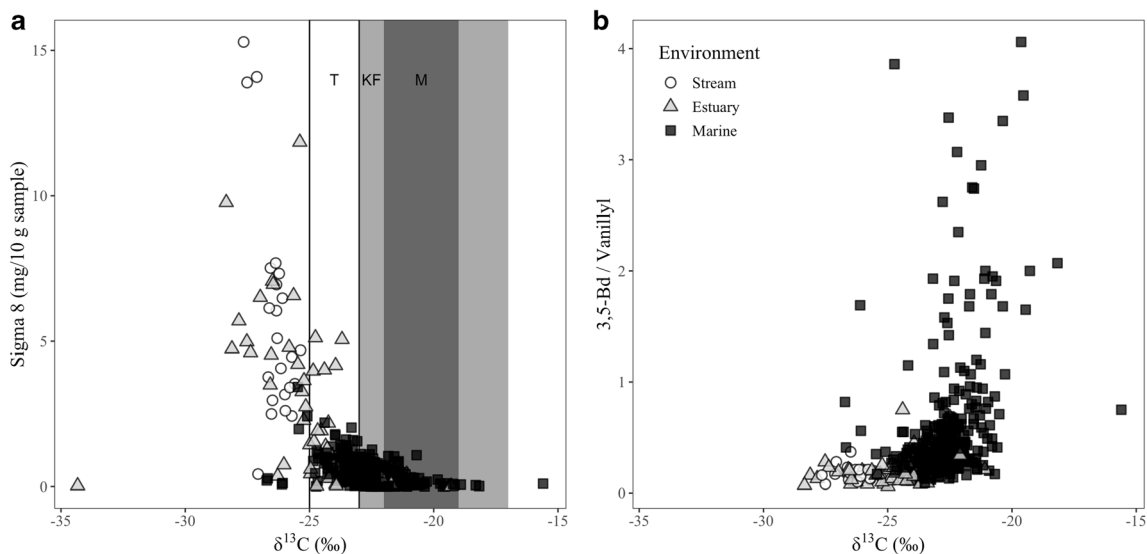 a
Sigma 8 (mg/10 g sample)
15
10
5
0
T
KF
M
-35
-30
-25
-20
-15
δ¹³C (‰)
b
3,5-Bd / Vanillyl
4
3
2
1
0
Environment
Stream
Estuary
Marine
-35
-30
-25
-20
-15
δ¹³C (‰)